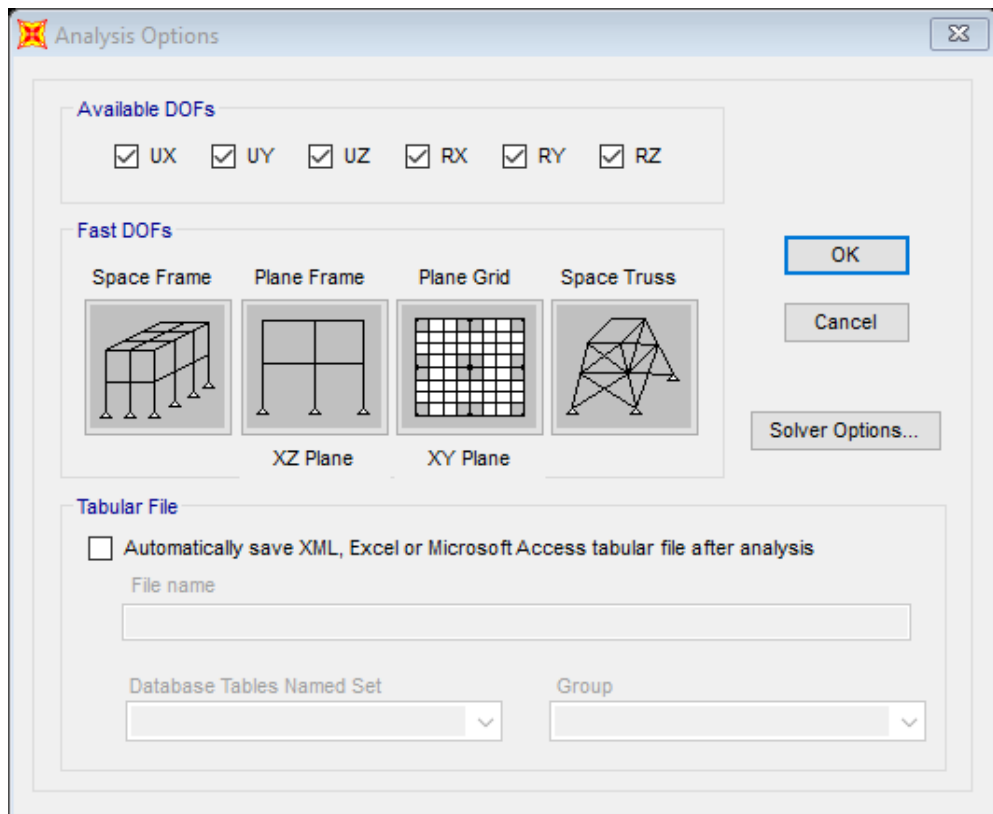 Analysis Options
Available DOFs
UX UY UZ RX RY RZ
Fast DOFs
Space Frame Plane Frame Plane Grid Space Truss
XZ Plane XY Plane
OK
Cancel
Solver Options...
Tabular File
Automatically save XML, Excel or Microsoft Access tabular file after analysis
File name
Database Tables Named Set Group